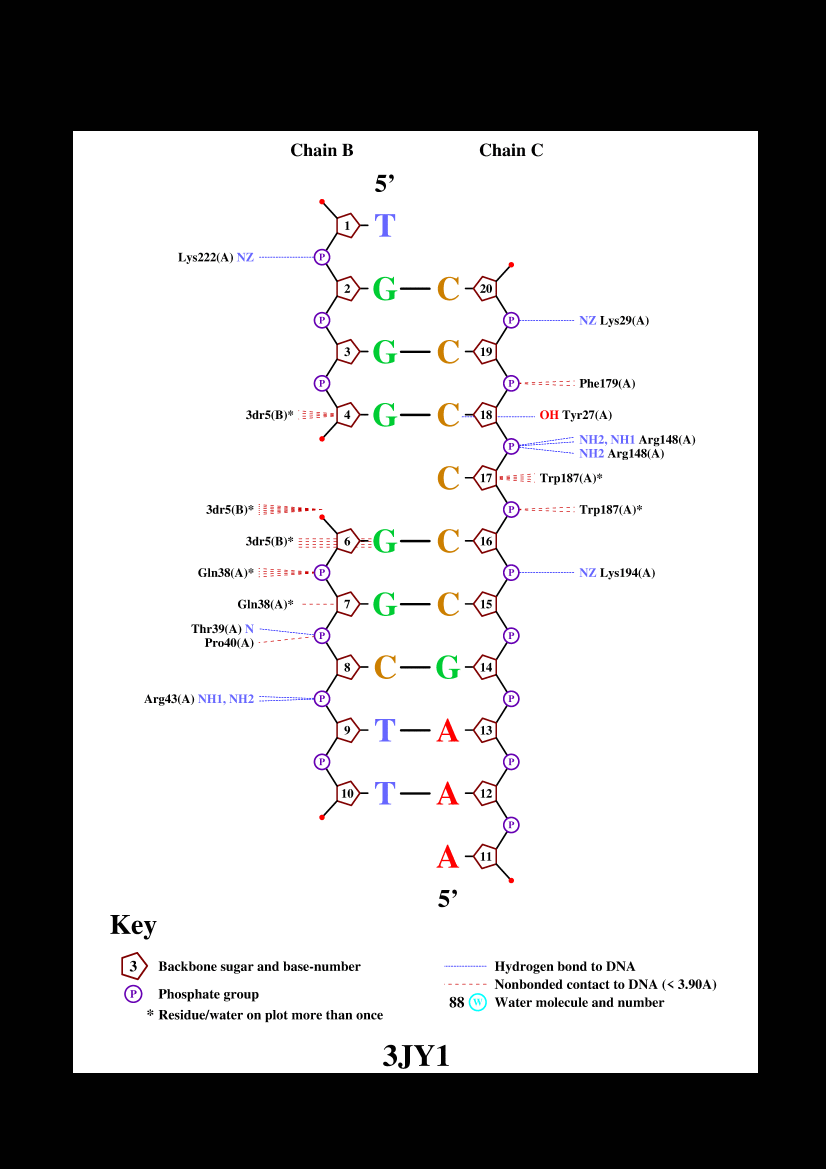 Chain B Chain C
5’
1 T
Lys222(A) NZ P
2 G C 20
P P NZ Lys29(A)
3 G C 19
P P Phe179(A)
3dr5(B)* 4 G C 18 OH Tyr27(A)
P NH2, NH1 Arg148(A)
NH2 Arg148(A)
C 17 Trp187(A)*
3dr5(B)* P Trp187(A)*
3dr5(B)* 6 G C 16
Gln38(A)* P P NZ Lys194(A)
Gln38(A)* 7 G C 15
Thr39(A) N P P
Pro40(A)
8 C G 14
Arg43(A) NH1, NH2 P P
9 T A 13
P P
10 T A 12
P
A 11
5’
Key
3 Backbone sugar and base-number
P Phosphate group
* Residue/water on plot more than once
Hydrogen bond to DNA
Nonbonded contact to DNA (< 3.90A)
88 W Water molecule and number
3JY1